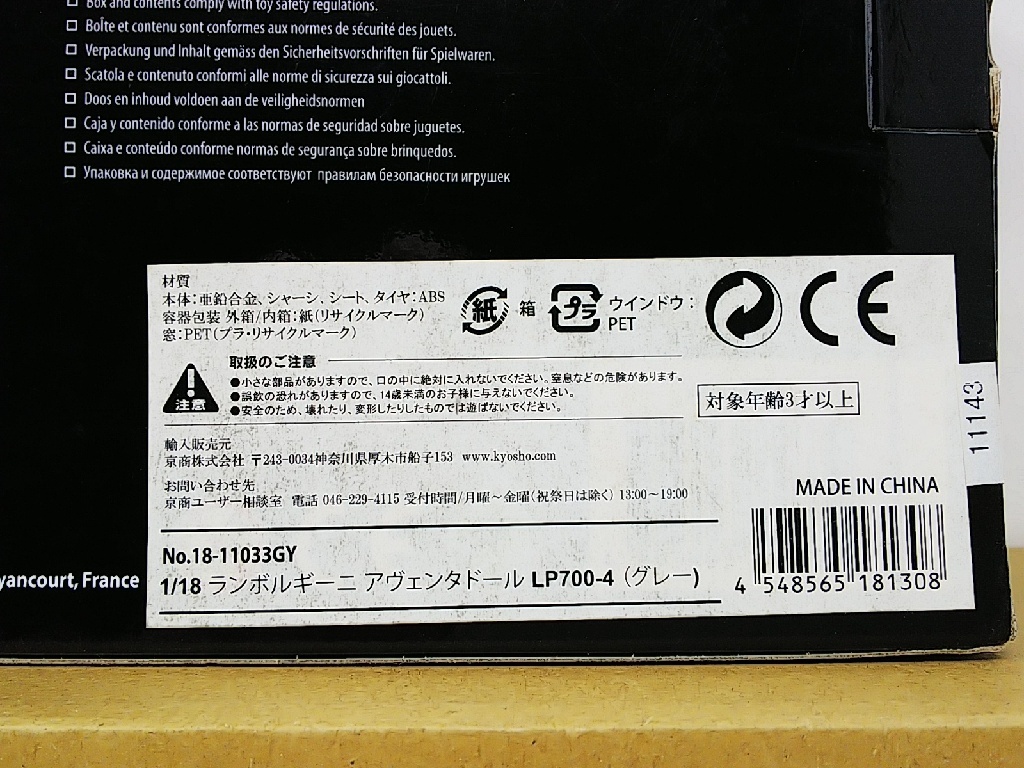 Box and contents comply with toy safety regulations.
Boîte et contenu sont conformes aux normes de sécurité des jouets.
Verpackung und Inhalt gemäss den Sicherheitsvorschriften für Spielwaren.
Scatola e contenuto conformi alle norme di sicurezza sui giocattoli.
Doos en inhoud voldoen aan de veiligheidsnormen
Caja y contenido conforme a las normas de seguridad sobre juguetes.
Caixa e conteúdo conforme normas de segurança sobre brinquedos.
Упаковка и содержимое соответствуют правилам безопасности игрушек
材質
本体：亜鉛合金、シャーシ、シート、タイヤ：ABS
容器包装 外箱/内箱：紙(リサイクルマーク)
窓：PET(プラ・リサイクルマーク)
紙 箱 プラ ウインドウ：
PET
CE
取扱のご注意
注意
●小さな部品がありますので、口の中に絶対に入れないでください。窒息などの危険があります。
●誤飲の恐れがありますので、14歳未満のお子様に与えないでください。
●安全のため、壊れたり、変形したりしたものでは遊ばないでください。
対象年齢3才以上
11143
輸入販売元
京商株式会社 〒243-0034神奈川県厚木市船子153 www.kyosho.com
お問い合わせ先
京商ユーザー相談室 電話 046-229-4115 受付時間/月曜～金曜(祝祭日は除く) 13:00～19:00
MADE IN CHINA
No.18-11033GY
1/18 ランボルギーニ アヴェンタドール LP700-4 (グレー)
4 548565 181308
yancourt, France